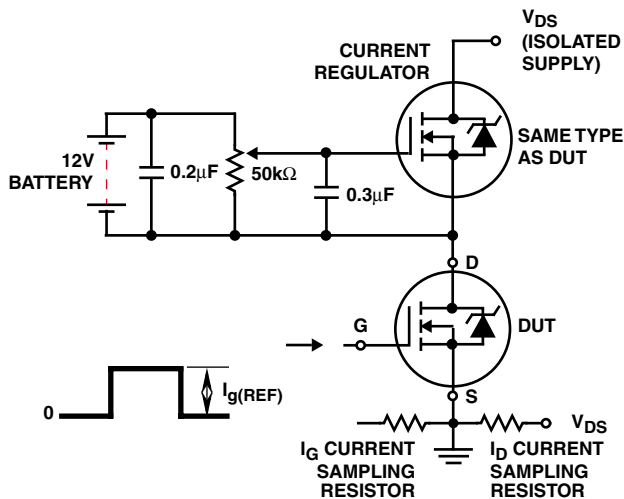 V_DS
(ISOLATED
SUPPLY)
CURRENT
REGULATOR
SAME TYPE
AS DUT
12V
BATTERY
0.2µF
50kΩ
0.3µF
D
G
DUT
S
0
I_g(REF)
V_DS
I_G CURRENT
SAMPLING
RESISTOR
I_D CURRENT
SAMPLING
RESISTOR